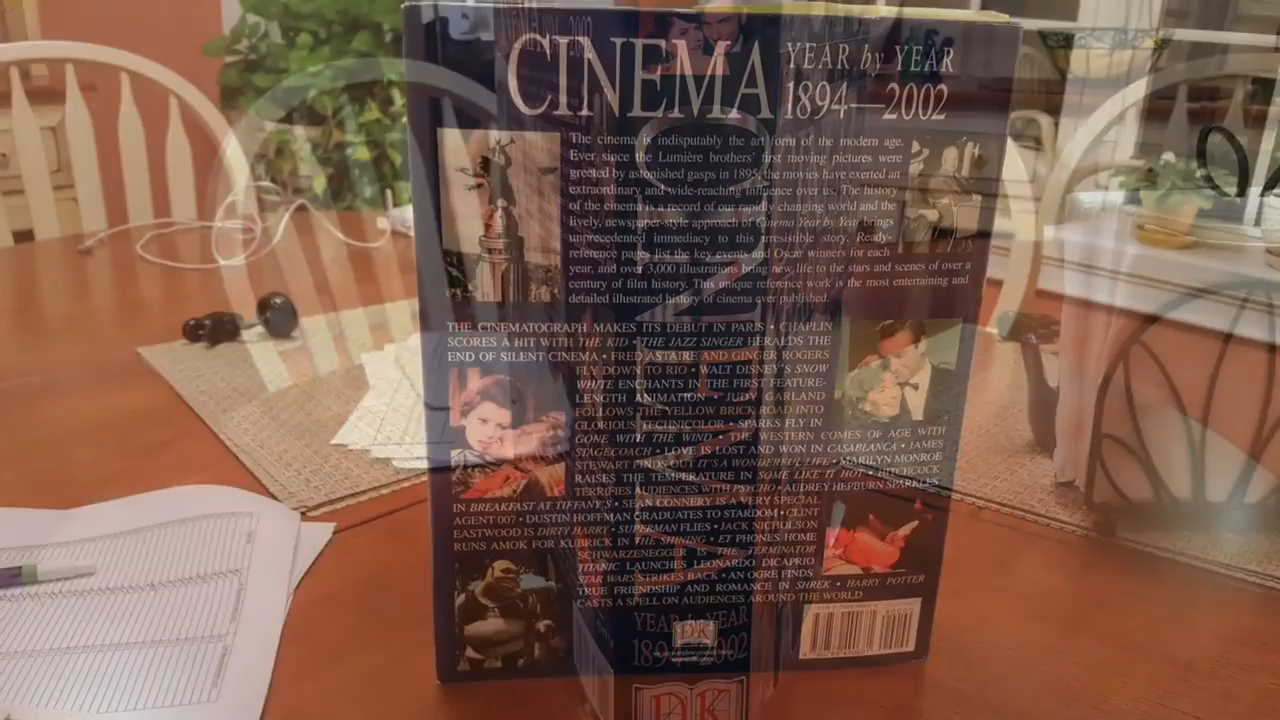 CINEMA YEAR by YEAR
1894—2002
The cinema is indisputably the art form of the modern age.
Ever since the Lumière brothers' first moving pictures were
greeted by astonished gasps in 1895, the movies have exerted an
extraordinary and wide-reaching influence over us. The history
of the cinema is a record of our rapidly changing world and the
lively, newspaper-style approach of Cinema Year by Year brings
unprecedented immediacy to this irresistible story. Ready-
reference pages list the key events and Oscar winners for each
year, and over 3,000 illustrations bring new life to the stars and scenes of over a
century of film history. This unique reference work is the most entertaining and
detailed illustrated history of cinema ever published.
THE CINEMATOGRAPH MAKES ITS DEBUT IN PARIS • CHAPLIN
SCORES A HIT WITH THE KID • THE JAZZ SINGER HERALDS THE
END OF SILENT CINEMA • FRED ASTAIRE AND GINGER ROGERS
FLY DOWN TO RIO • WALT DISNEY'S SNOW
WHITE ENCHANTS IN THE FIRST FEATURE-
LENGTH ANIMATION • JUDY GARLAND
FOLLOWS THE YELLOW BRICK ROAD INTO
GLORIOUS TECHNICOLOR • SPARKS FLY IN
GONE WITH THE WIND • THE WESTERN COMES OF AGE WITH
STAGECOACH • LOVE IS LOST AND WON IN CASABLANCA • JAMES
STEWART FINDS OUT IT'S A WONDERFUL LIFE • MARILYN MONROE
RAISES THE TEMPERATURE IN SOME LIKE IT HOT • HITCHCOCK
TERRIFIES AUDIENCES WITH PSYCHO • AUDREY HEPBURN SPARKLES
IN BREAKFAST AT TIFFANY'S • SEAN CONNERY IS A VERY SPECIAL
AGENT 007 • DUSTIN HOFFMAN GRADUATES TO STARDOM • CLINT
EASTWOOD IS DIRTY HARRY • SUPERMAN FLIES • JACK NICHOLSON
RUNS AMOK FOR KUBRICK IN THE SHINING • ET PHONES HOME
SCHWARZENEGGER IS THE TERMINATOR
TITANIC LAUNCHES LEONARDO DICAPRIO
STAR WARS STRIKES BACK • AN OGRE FINDS
TRUE FRIENDSHIP AND ROMANCE IN SHREK • HARRY POTTER
CASTS A SPELL ON AUDIENCES AROUND THE WORLD
CINEMA
YEAR by YEAR
1894—2002
DK
DK